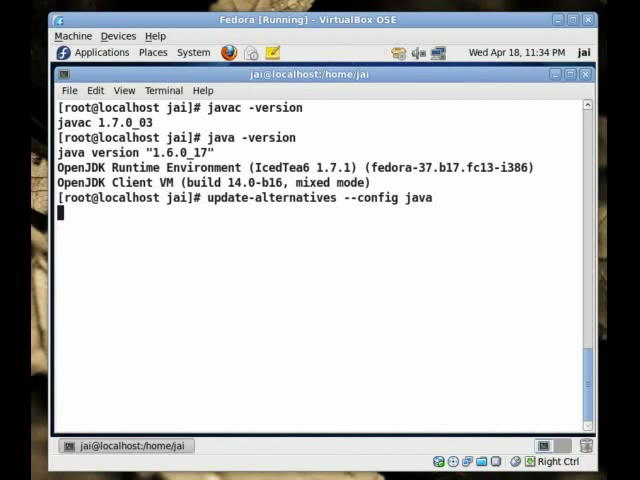 Fedora [Running] - VirtualBox OSE
Machine Devices Help
Applications Places System Wed Apr 18, 11:34 PM jai
jai@localhost:/home/jai
File Edit View Terminal Help
[root@localhost jai]# javac -version
javac 1.7.0_03
[root@localhost jai]# java -version
java version "1.6.0_17"
OpenJDK Runtime Environment (IcedTea6 1.7.1) (fedora-37.b17.fc13-i386)
OpenJDK Client VM (build 14.0-b16, mixed mode)
[root@localhost jai]# update-alternatives --config java
jai@localhost:/home/jai
Right Ctrl